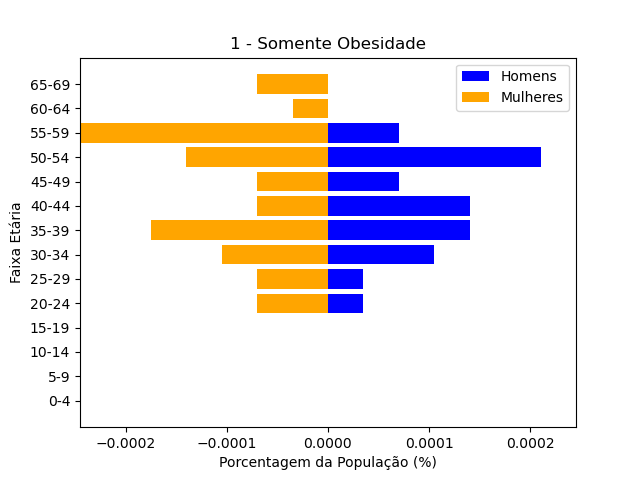 1 - Somente Obesidade
Homens
Mulheres
65-69
60-64
55-59
50-54
45-49
40-44
35-39
30-34
25-29
20-24
15-19
10-14
5-9
0-4
Faixa Etária
−0.0002 −0.0001 0.0000 0.0001 0.0002
Porcentagem da População (%)